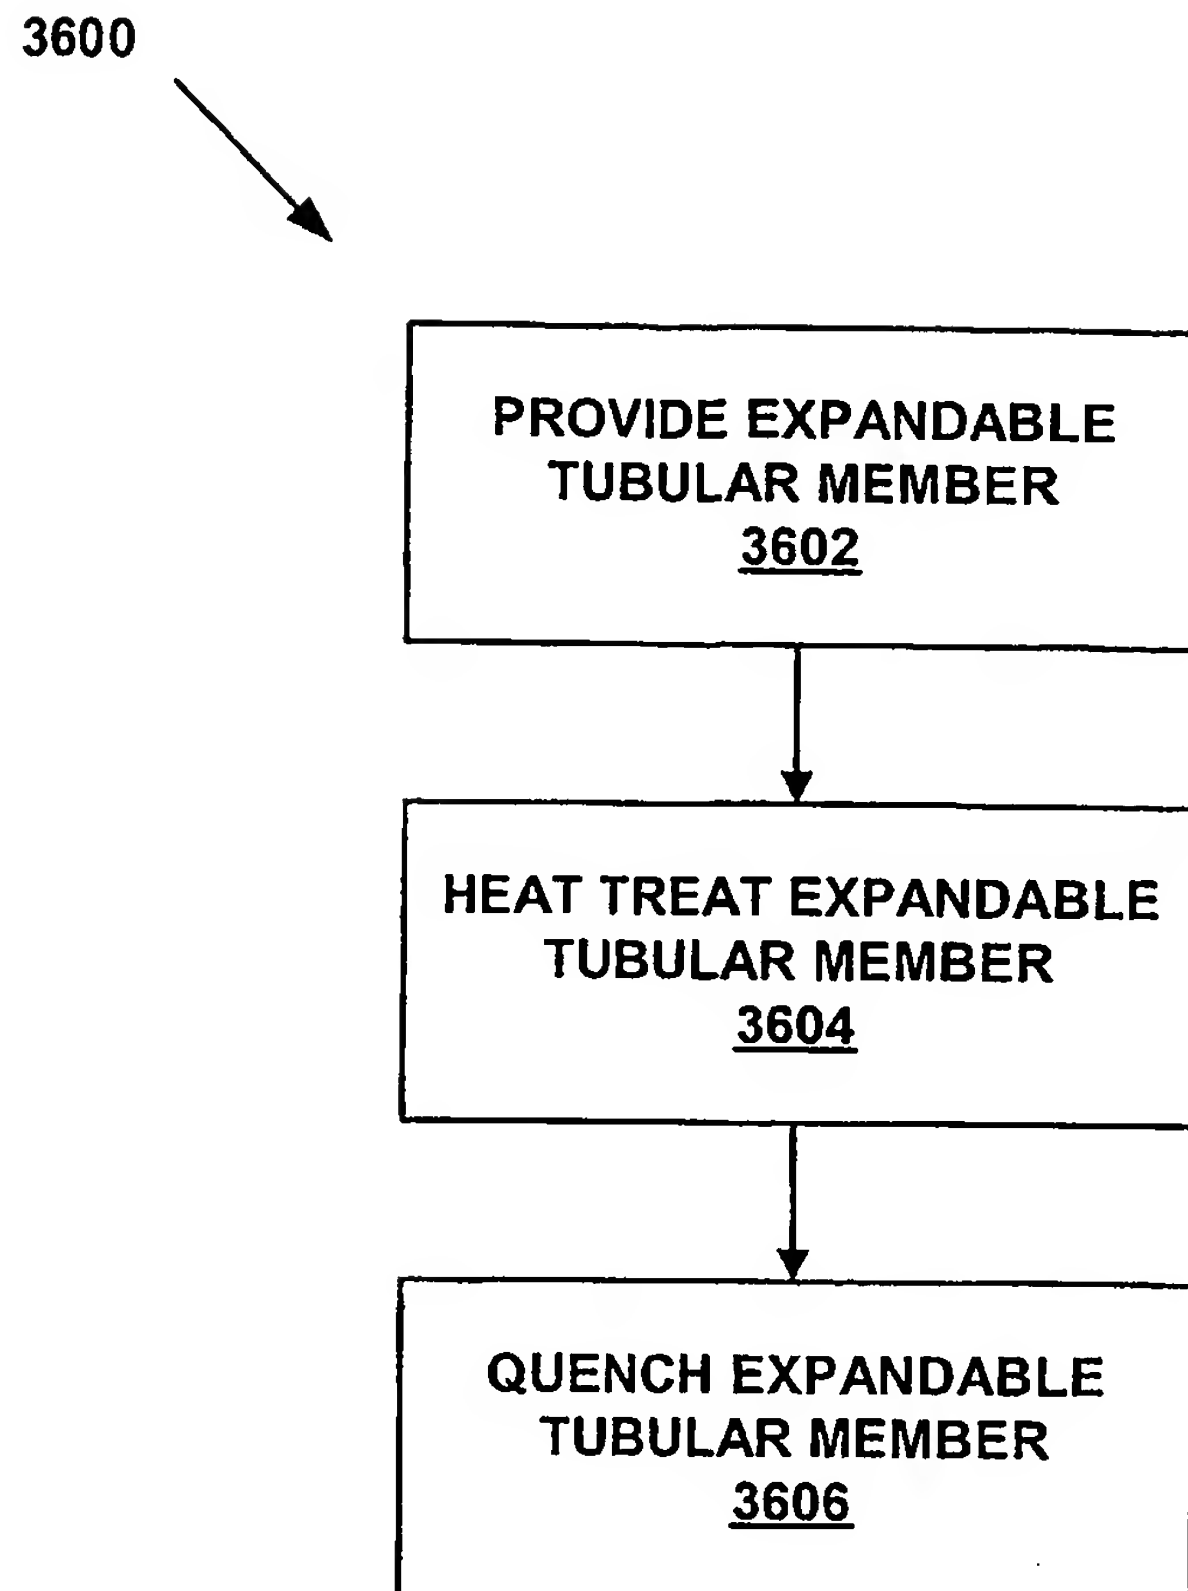 3600
PROVIDE EXPANDABLE
TUBULAR MEMBER
3602
HEAT TREAT EXPANDABLE
TUBULAR MEMBER
3604
QUENCH EXPANDABLE
TUBULAR MEMBER
3606